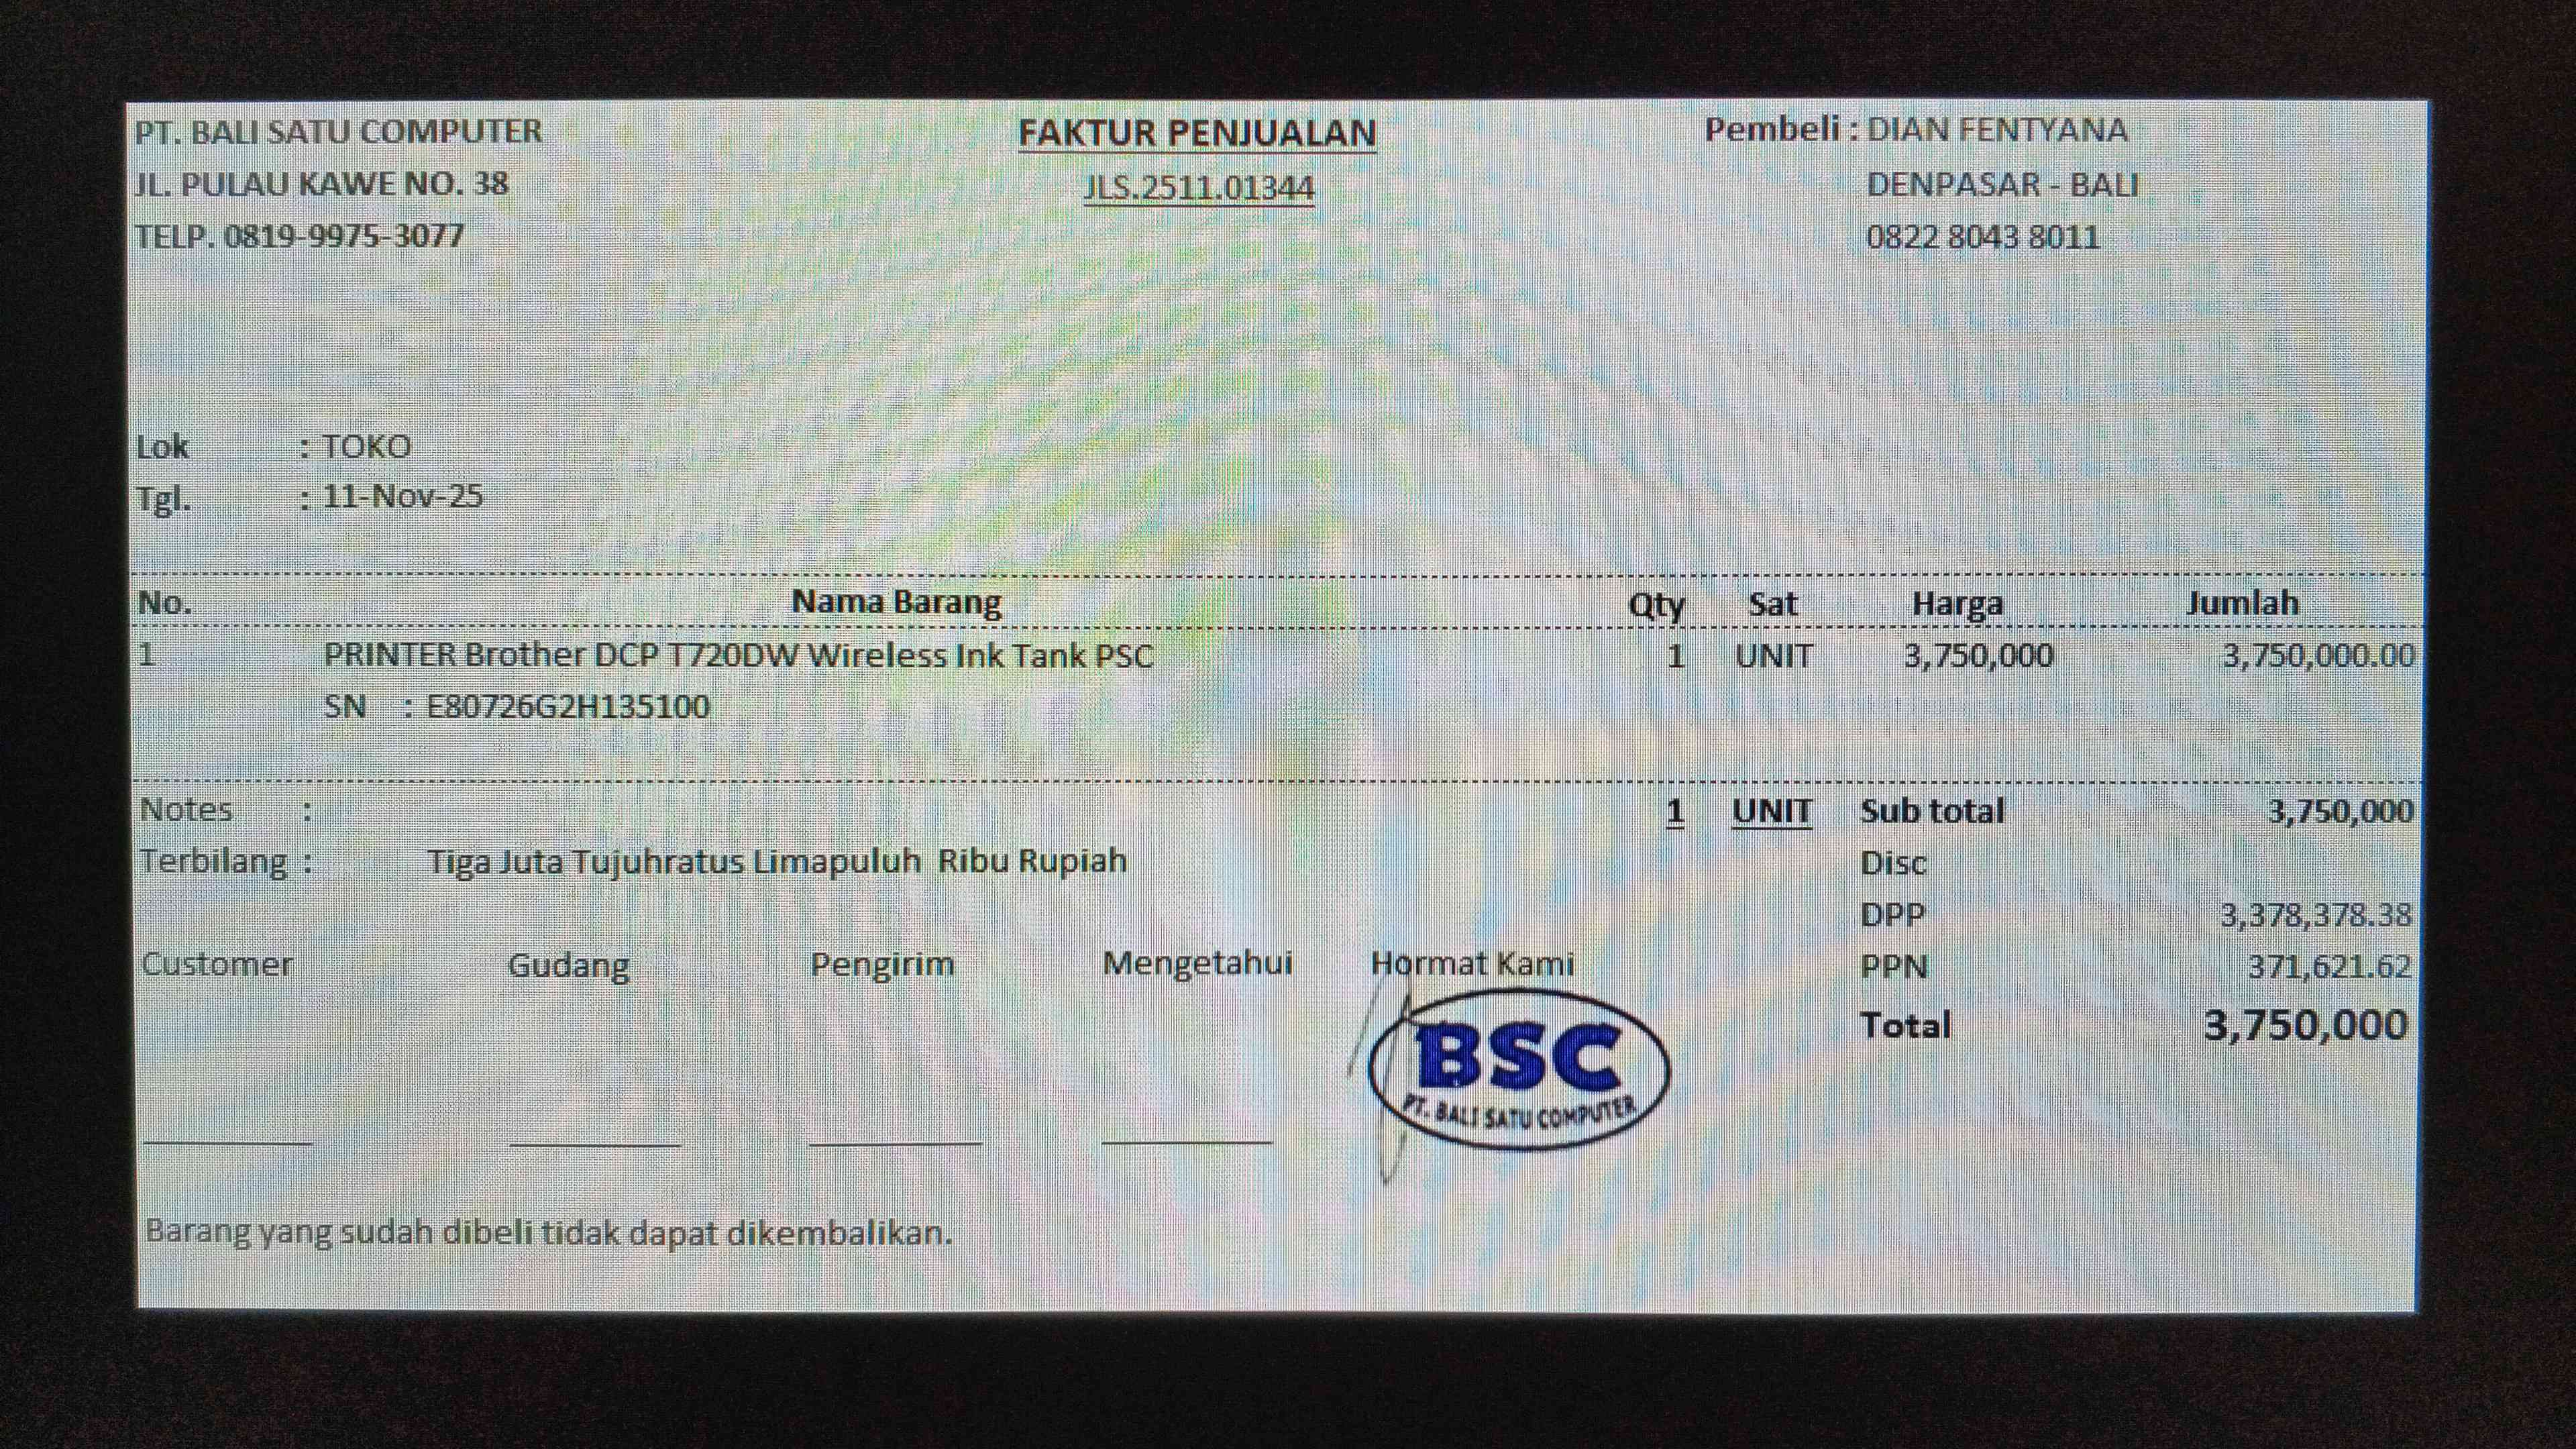 PT. BALI SATU COMPUTER
JL. PULAU KAWE NO. 38
TELP. 0819-9975-3077
FAKTUR PENJUALAN
JLS.2511.01344
Pembeli : DIAN FENTYANA
DENPASAR - BALI
0822 8043 8011
Lok : TOKO
Tgl. : 11-Nov-25
No. Nama Barang Qty Sat Harga Jumlah
1 PRINTER Brother DCP T720DW Wireless Ink Tank PSC 1 UNIT 3,750,000 3,750,000.00
SN : E80726G2H135100
Notes : 1 UNIT Sub total 3,750,000
Terbilang : Tiga Juta Tujuhratus Limapuluh Ribu Rupiah Disc
DPP 3,378,378.38
Customer Gudang Pengirim Mengetahui Hormat Kami PPN 371,621.62
Total 3,750,000
BSC
PT. BALI SATU COMPUTER
Barang yang sudah dibeli tidak dapat dikembalikan.